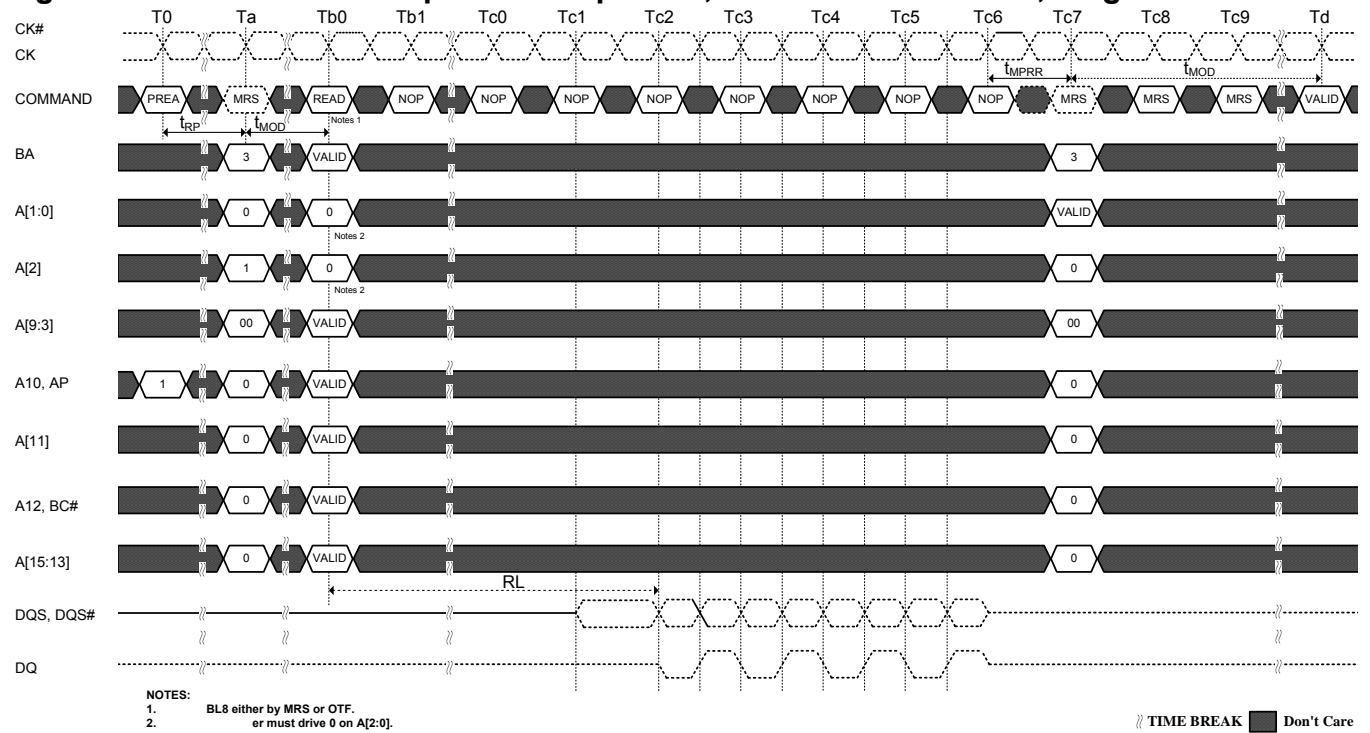 T0 Ta Tb0 Tb1 Tc0 Tc1 Tc2 Tc3 Tc4 Tc5 Tc6 Tc7 Tc8 Tc9 Td
CK#
CK
tMPRR tMOD
COMMAND PREA MRS READ NOP NOP NOP NOP NOP NOP NOP NOP MRS MRS MRS VALID
Notes 1
tRP tMOD
BA 3 VALID 3
A[1:0] 0 0 VALID
Notes 2
A[2] 1 0 0
Notes 2
A[9:3] 00 VALID 00
A10, AP 1 0 VALID 0
A[11] 0 VALID 0
A12, BC# 0 VALID 0
A[15:13] 0 VALID 0
RL
DQS, DQS#
DQ
NOTES:
1. BL8 either by MRS or OTF.
2. er must drive 0 on A[2:0].
TIME BREAK Don't Care